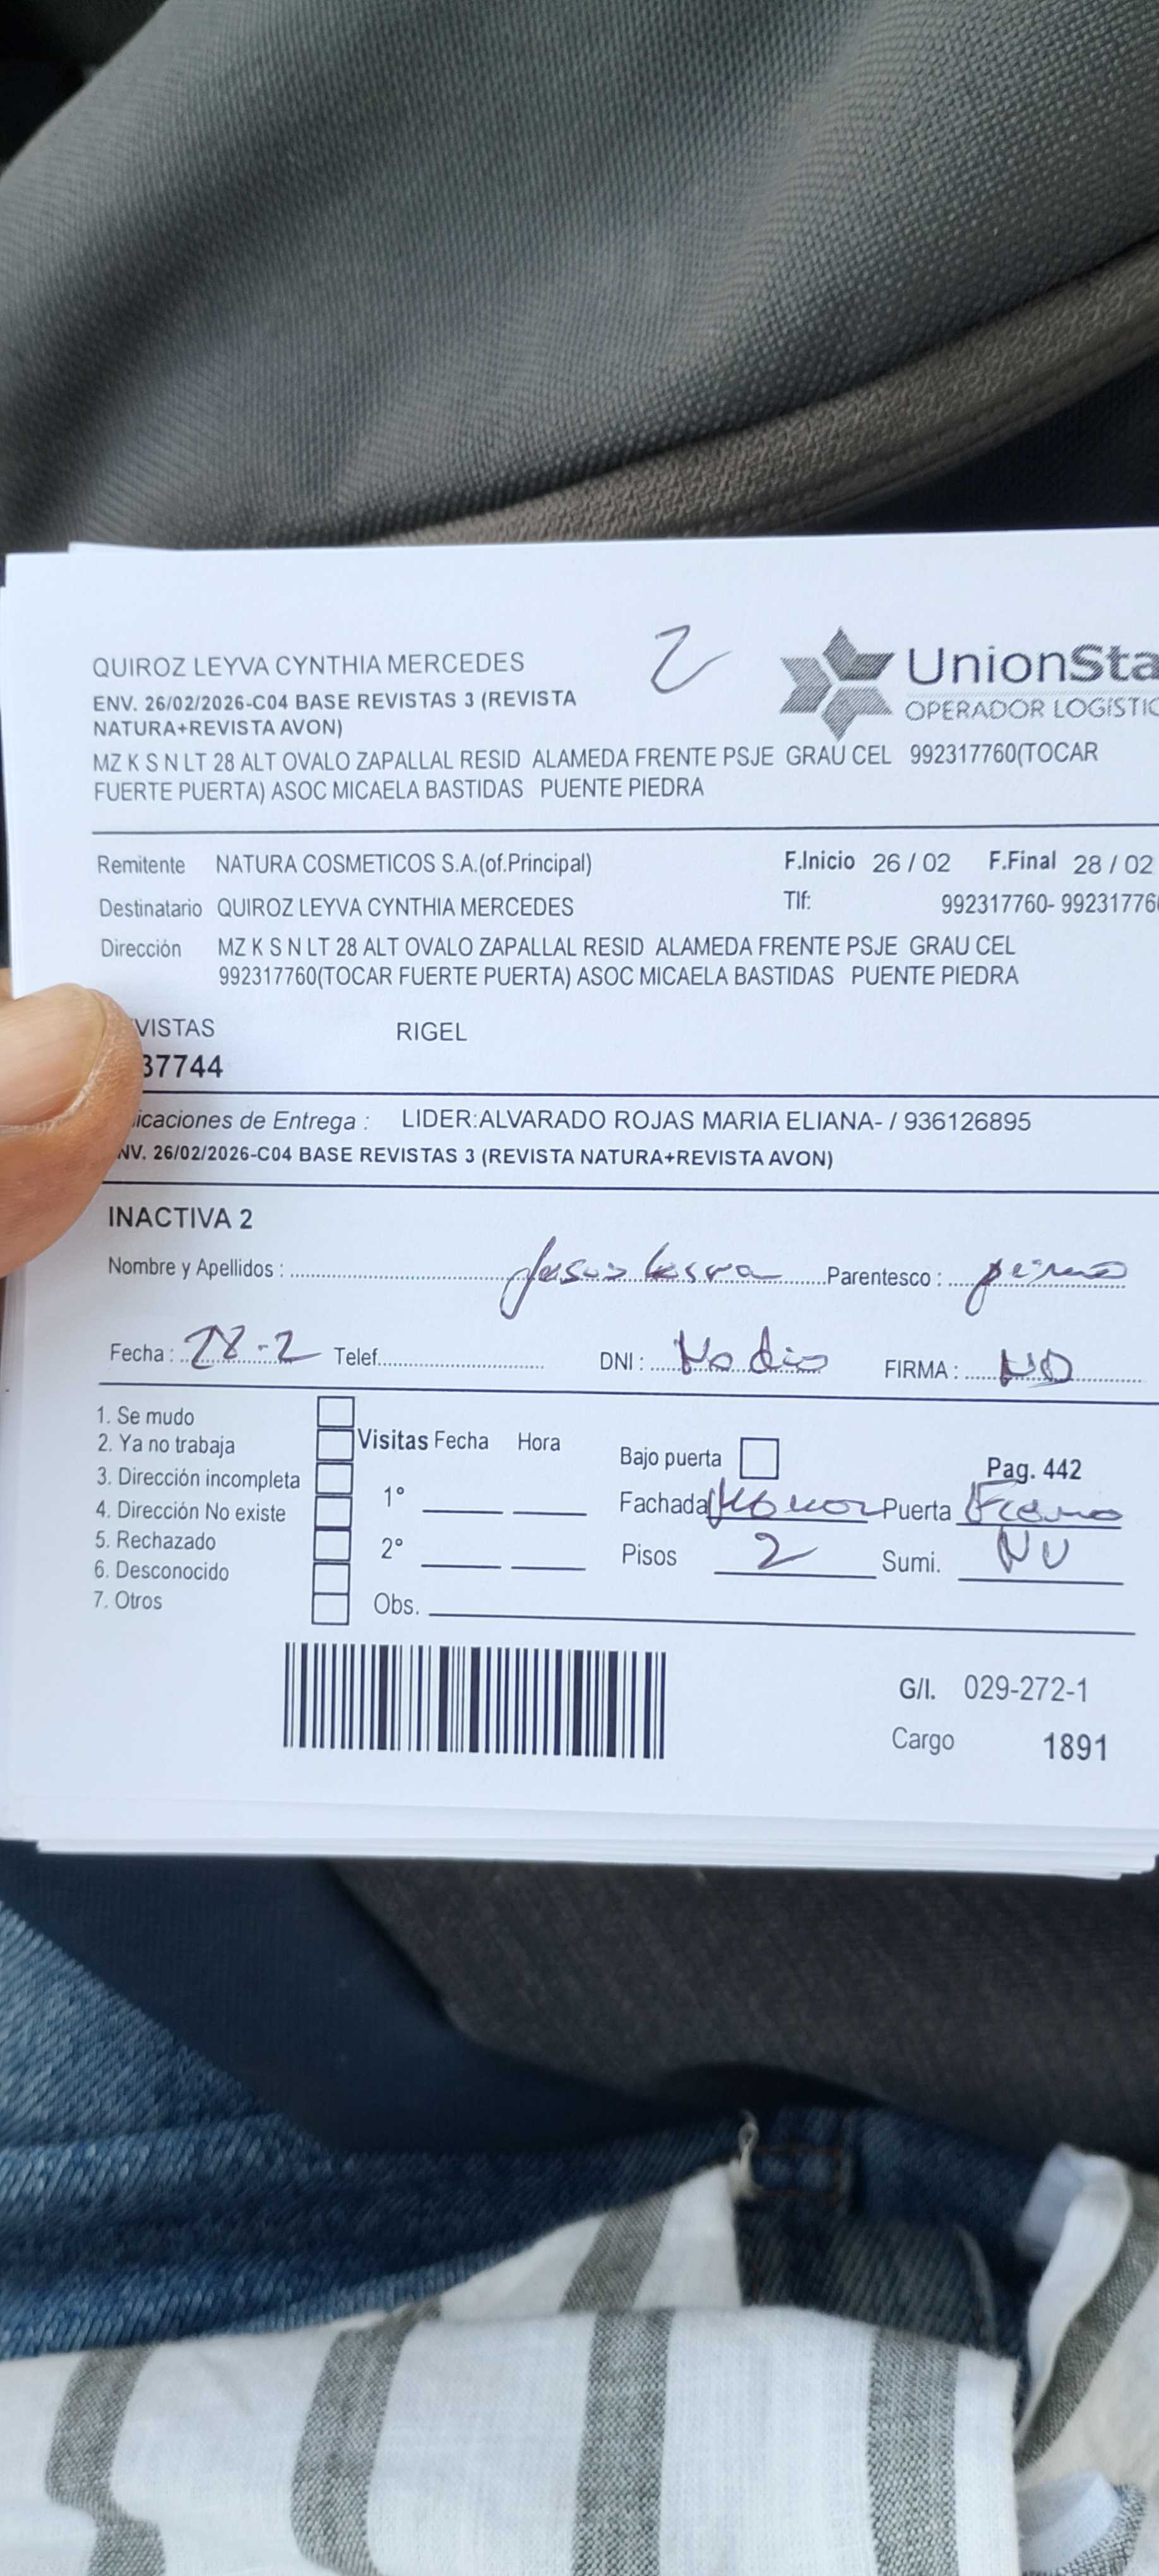 QUIROZ LEYVA CYNTHIA MERCEDES 2
ENV. 26/02/2026-C04 BASE REVISTAS 3 (REVISTA
NATURA+REVISTA AVON)
UnionSta
OPERADOR LOGÍSTIC
MZ K S N LT 28 ALT OVALO ZAPALLAL RESID ALAMEDA FRENTE PSJE GRAU CEL 992317760(TOCAR
FUERTE PUERTA) ASOC MICAELA BASTIDAS PUENTE PIEDRA
Remitente NATURA COSMETICOS S.A.(of.Principal) F.Inicio 26 / 02 F.Final 28 / 02
Destinatario QUIROZ LEYVA CYNTHIA MERCEDES Tlf: 992317760- 99231776
Dirección MZ K S N LT 28 ALT OVALO ZAPALLAL RESID ALAMEDA FRENTE PSJE GRAU CEL
992317760(TOCAR FUERTE PUERTA) ASOC MICAELA BASTIDAS PUENTE PIEDRA
VISTAS RIGEL
37744
icaciones de Entrega : LIDER:ALVARADO ROJAS MARIA ELIANA- / 936126895
NV. 26/02/2026-C04 BASE REVISTAS 3 (REVISTA NATURA+REVISTA AVON)
INACTIVA 2
Nombre y Apellidos : Parentesco :
Fecha : 28-2 Telef. DNI : No dio FIRMA : NO
1. Se mudo
2. Ya no trabaja Visitas Fecha Hora Bajo puerta Pag. 442
3. Dirección incompleta 1° Fachada Puerta
4. Dirección No existe
5. Rechazado 2° Pisos 2 Sumi.
6. Desconocido
7. Otros Obs.
G/I. 029-272-1
Cargo 1891